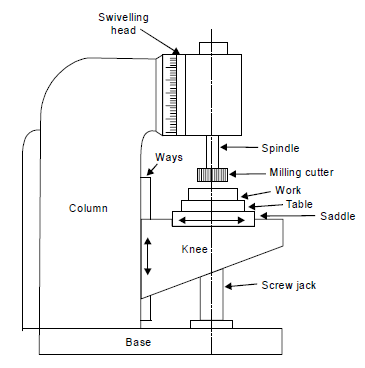 Swivelling
head
Spindle
Ways
Milling cutter
Work
Table
Column
Saddle
Knee
Screw jack
Base